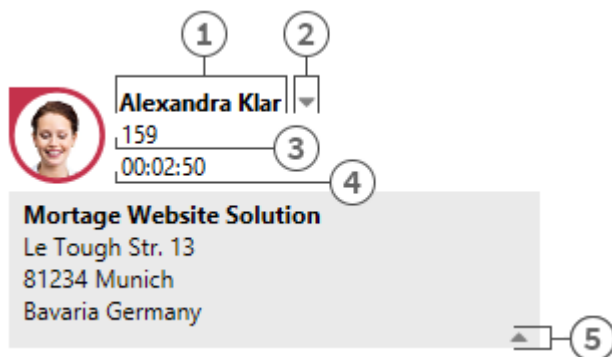 1 2
Alexandra Klar
159
3
00:02:50
4
Mortage Website Solution
Le Tough Str. 13
81234 Munich
Bavaria Germany
5